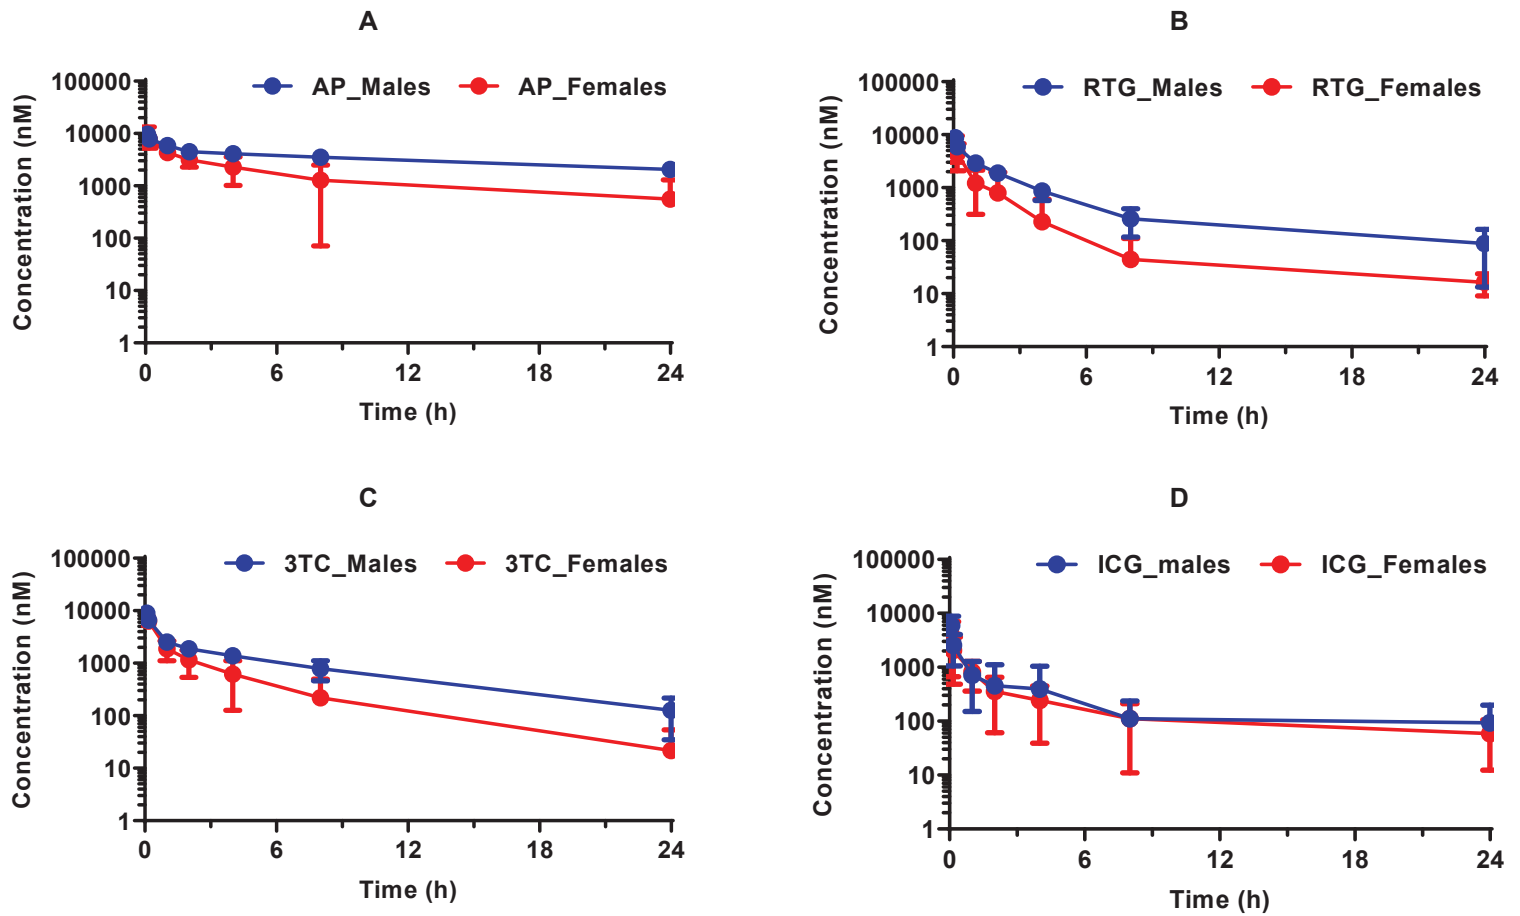 A
AP_Males AP_Females
100000
10000
1000
100
10
1
Concentration (nM)
0 6 12 18 24
Time (h)
B
RTG_Males RTG_Females
100000
10000
1000
100
10
1
Concentration (nM)
0 6 12 18 24
Time (h)
C
3TC_Males 3TC_Females
100000
10000
1000
100
10
1
Concentration (nM)
0 6 12 18 24
Time (h)
D
ICG_males ICG_Females
100000
10000
1000
100
10
1
Concentration (nM)
0 6 12 18 24
Time (h)